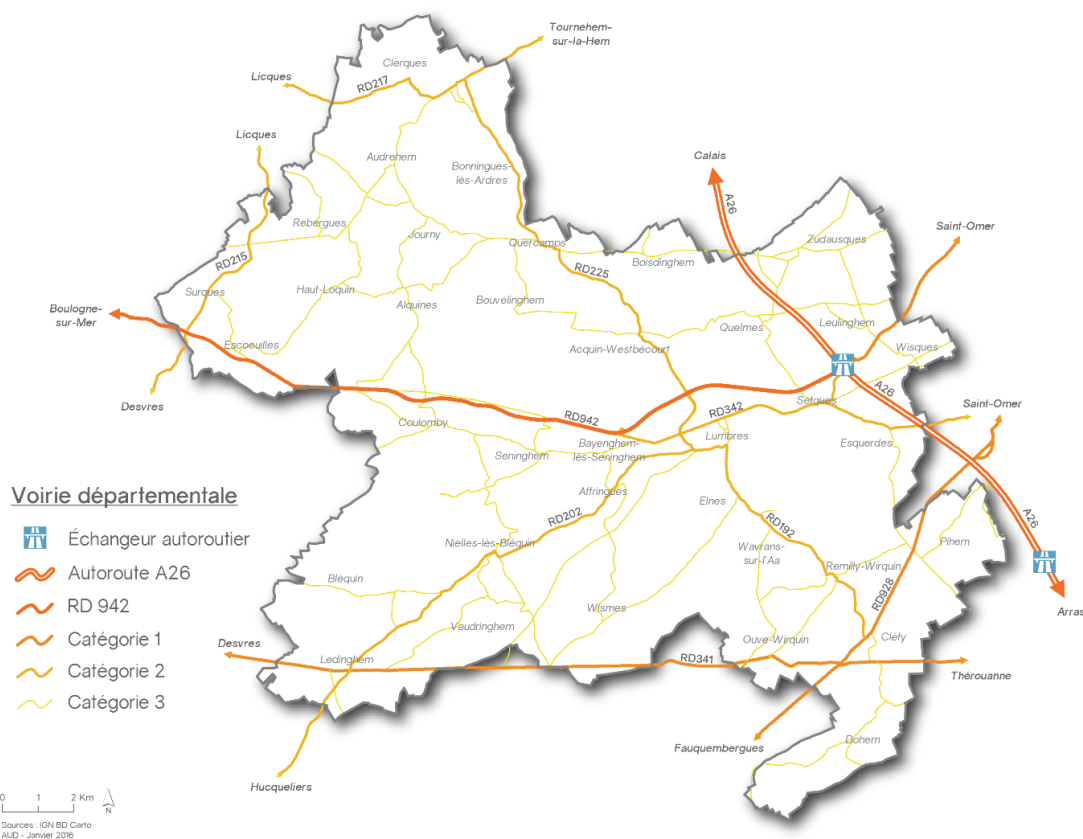 Tournehem-
sur-la-Hem
Clerques
Licques
RD217
Licques
Audrehem
Bonningues-
lès-Ardres
Calais
A26
Rebergues
Journy
Quercamps
Zudausques
Saint-Omer
RD215
RD225
Boisdinghem
Surques
Haut-Loquin
Alquines
Bouvelinghem
Boulogne-
sur-Mer
Quelmes
Leulinghem
Escoeuilles
Acquin-Westbécourt
Wisques
Desvres
A26
Setques
Saint-Omer
RD942
RD342
Coulomby
Bayenghem-
lès-Seninghem
Lumbres
Esquerdes
Seninghem
Affringues
Elnes
RD202
RD192
A26
Nielles-lès-Bléquin
Wavrans-
sur-l'Aa
Pihem
Remilly-Wirquin
Bléquin
RD928
Wismes
Arras
Vaudringhem
Ouve-Wirquin
Cléty
Desvres
Ledinghem
RD341
Thérouanne
Fauquembergues
Dohem
Hucqueliers
Voirie départementale
Échangeur autoroutier
Autoroute A26
RD 942
Catégorie 1
Catégorie 2
Catégorie 3
0 1 2 Km
N
Sources : IGN BD Carto
AUD - Janvier 2016